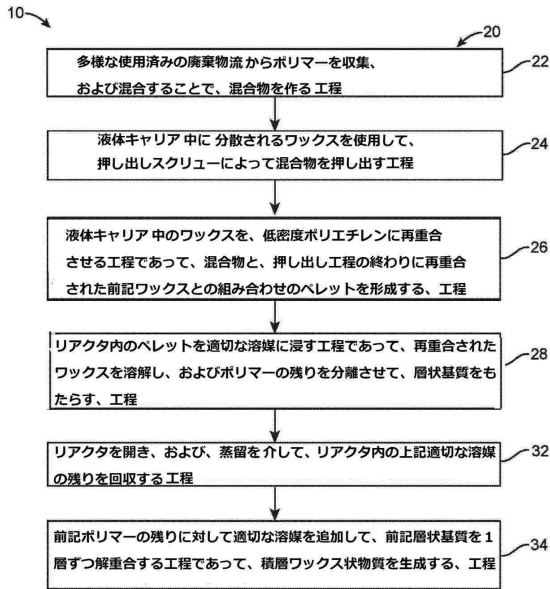 10
20
多様な使用済みの廃棄物流からポリマーを収集、
および混合することで、混合物を作る工程
22
液体キャリア中に分散されるワックスを使用して、
押し出しスクリューによって混合物を押し出す工程
24
液体キャリア中のワックスを、低密度ポリエチレンに再重合
させる工程であって、混合物と、押し出し工程の終わりに再重合
された前記ワックスとの組み合わせのペレットを形成する、工程
26
リアクタ内のペレットを適切な溶媒に浸す工程であって、再重合された
ワックスを溶解し、およびポリマーの残りを分離させて、層状基質をも
たらす、工程
28
リアクタを開き、および、蒸留を介して、リアクタ内の上記適切な溶媒
の残りを回収する工程
32
前記ポリマーの残りに対して適切な溶媒を追加して、前記層状基質を1
層ずつ解重合する工程であって、積層ワックス状物質を生成する、工程
34